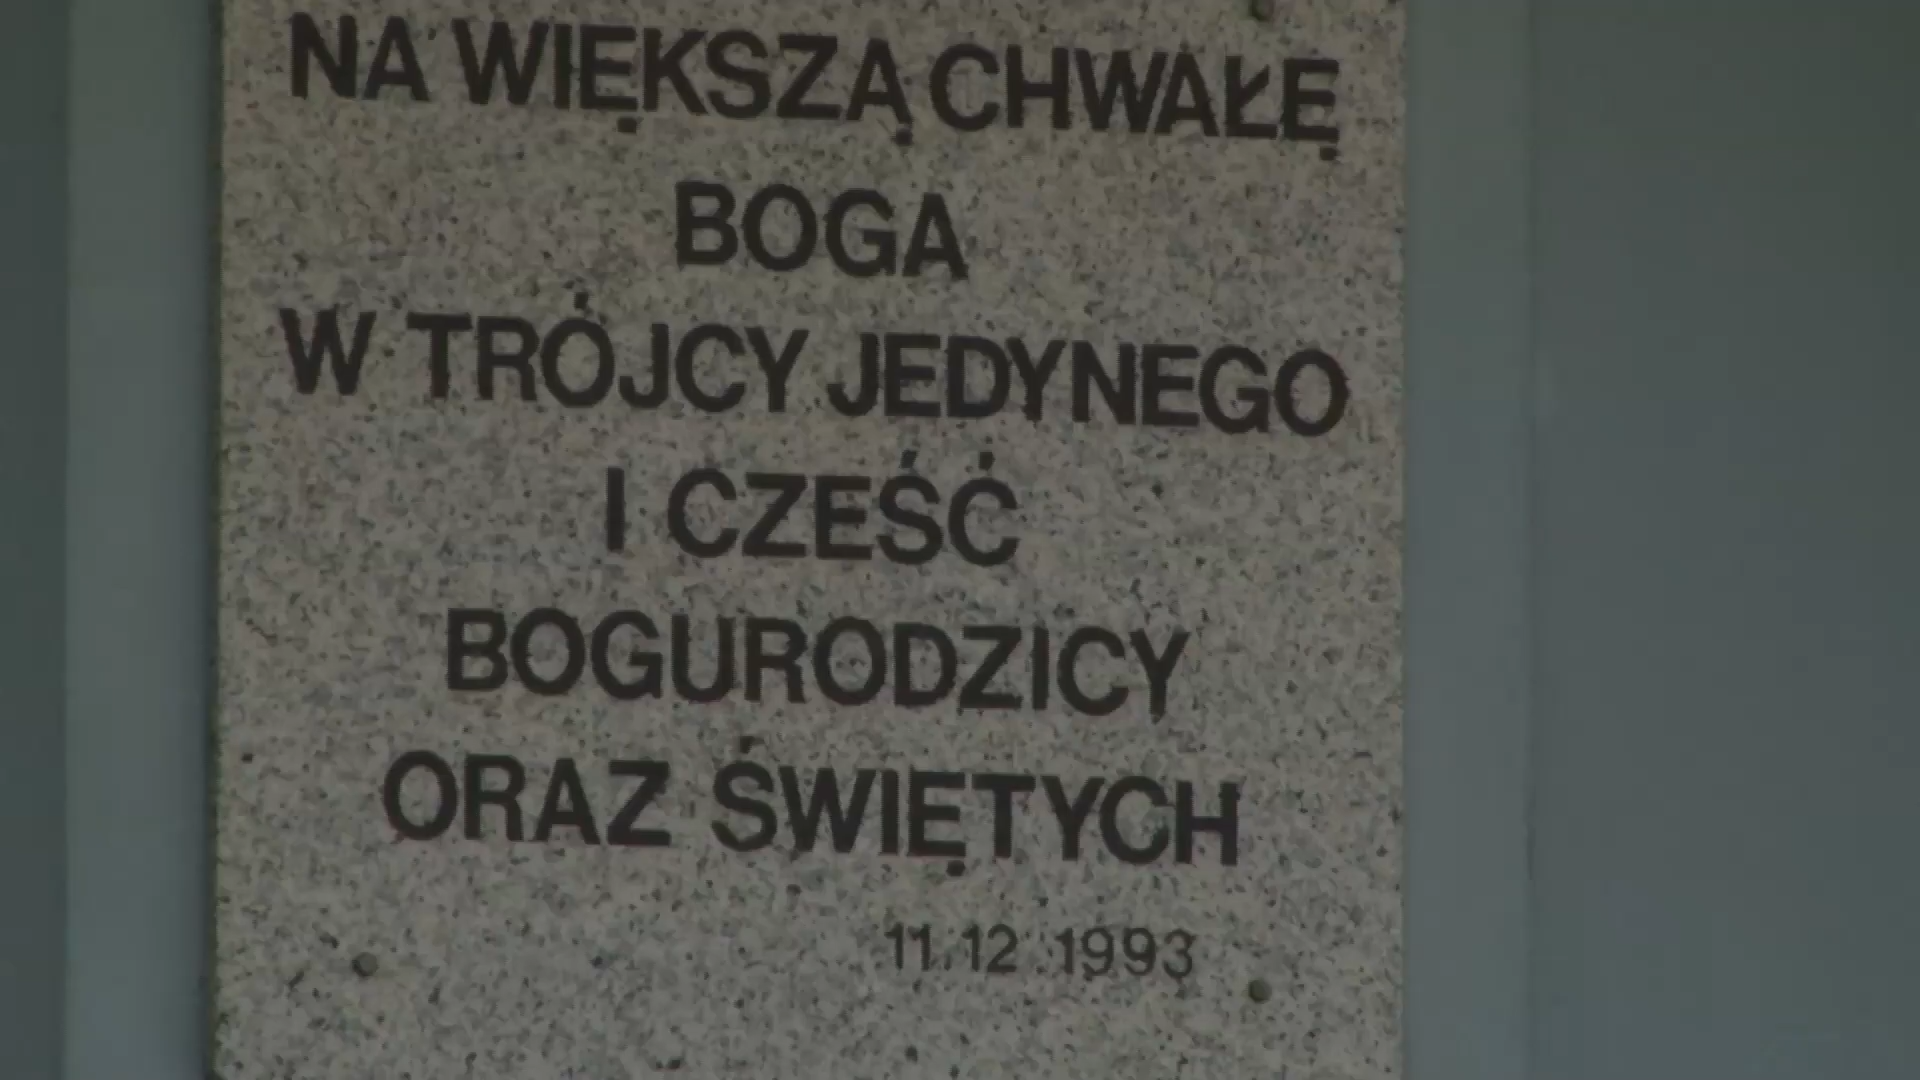 NA WIĘKSZĄ CHWAŁĘ
BOGA
W TRÓJCY JEDYNEGO
I CZEŚĆ
BOGURODZICY
ORAZ ŚWIĘTYCH
11.12.1993